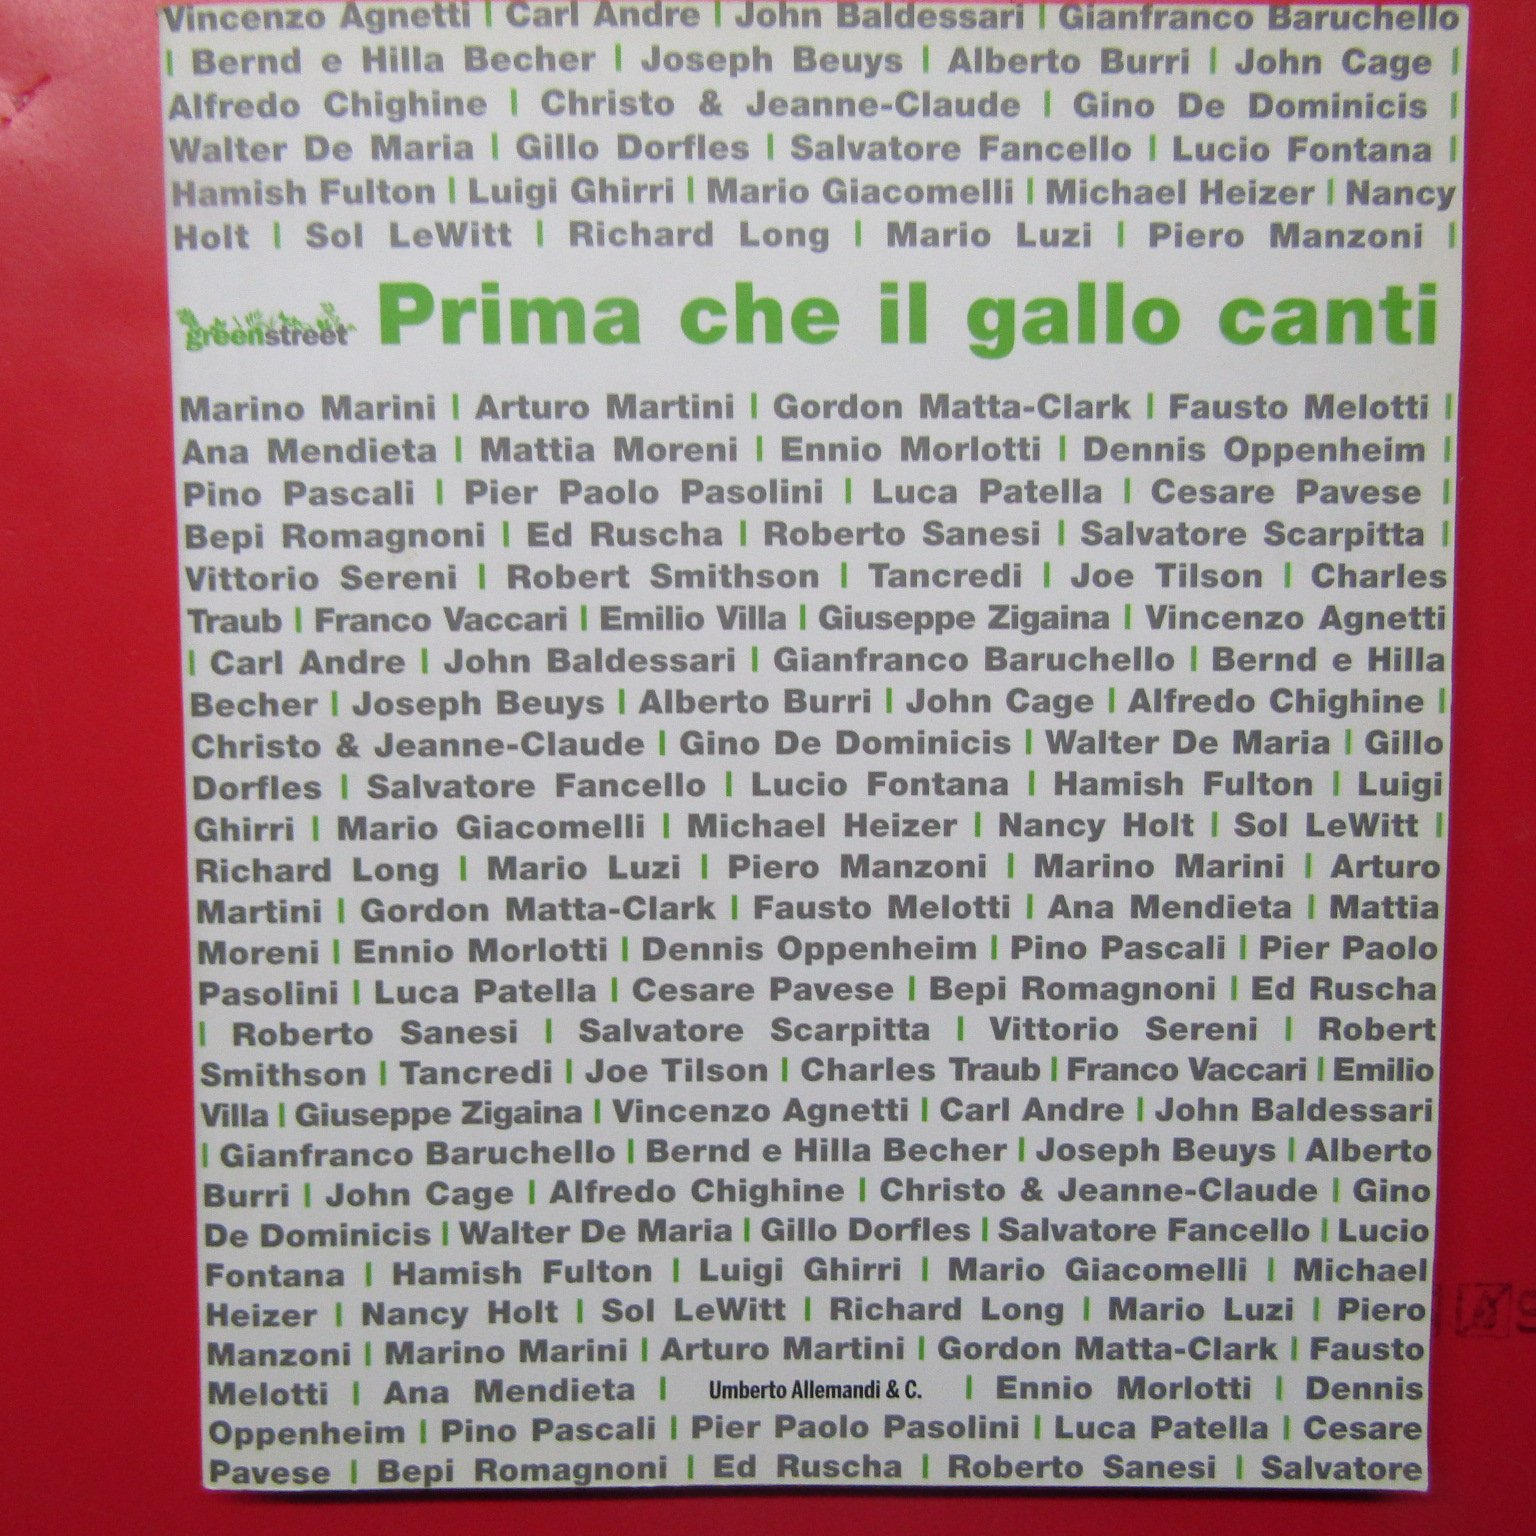 Vincenzo Agnetti | Carl Andre | John Baldessari | Gianfranco Baruchello
| Bernd e Hilla Becher | Joseph Beuys | Alberto Burri | John Cage |
Alfredo Chighine | Christo & Jeanne-Claude | Gino De Dominicis |
Walter De Maria | Gillo Dorfles | Salvatore Fancello | Lucio Fontana |
Hamish Fulton | Luigi Ghirri | Mario Giacomelli | Michael Heizer | Nancy
Holt | Sol LeWitt | Richard Long | Mario Luzi | Piero Manzoni |
greenstreet Prima che il gallo canti
Marino Marini | Arturo Martini | Gordon Matta-Clark | Fausto Melotti |
Ana Mendieta | Mattia Moreni | Ennio Morlotti | Dennis Oppenheim |
Pino Pascali | Pier Paolo Pasolini | Luca Patella | Cesare Pavese |
Bepi Romagnoni | Ed Ruscha | Roberto Sanesi | Salvatore Scarpitta |
Vittorio Sereni | Robert Smithson | Tancredi | Joe Tilson | Charles
Traub | Franco Vaccari | Emilio Villa | Giuseppe Zigaina | Vincenzo Agnetti
| Carl Andre | John Baldessari | Gianfranco Baruchello | Bernd e Hilla
Becher | Joseph Beuys | Alberto Burri | John Cage | Alfredo Chighine |
Christo & Jeanne-Claude | Gino De Dominicis | Walter De Maria | Gillo
Dorfles | Salvatore Fancello | Lucio Fontana | Hamish Fulton | Luigi
Ghirri | Mario Giacomelli | Michael Heizer | Nancy Holt | Sol LeWitt |
Richard Long | Mario Luzi | Piero Manzoni | Marino Marini | Arturo
Martini | Gordon Matta-Clark | Fausto Melotti | Ana Mendieta | Mattia
Moreni | Ennio Morlotti | Dennis Oppenheim | Pino Pascali | Pier Paolo
Pasolini | Luca Patella | Cesare Pavese | Bepi Romagnoni | Ed Ruscha
| Roberto Sanesi | Salvatore Scarpitta | Vittorio Sereni | Robert
Smithson | Tancredi | Joe Tilson | Charles Traub | Franco Vaccari | Emilio
Villa | Giuseppe Zigaina | Vincenzo Agnetti | Carl Andre | John Baldessari
| Gianfranco Baruchello | Bernd e Hilla Becher | Joseph Beuys | Alberto
Burri | John Cage | Alfredo Chighine | Christo & Jeanne-Claude | Gino
De Dominicis | Walter De Maria | Gillo Dorfles | Salvatore Fancello | Lucio
Fontana | Hamish Fulton | Luigi Ghirri | Mario Giacomelli | Michael
Heizer | Nancy Holt | Sol LeWitt | Richard Long | Mario Luzi | Piero
Manzoni | Marino Marini | Arturo Martini | Gordon Matta-Clark | Fausto
Melotti | Ana Mendieta | Umberto Allemandi & C. | Ennio Morlotti | Dennis
Oppenheim | Pino Pascali | Pier Paolo Pasolini | Luca Patella | Cesare
Pavese | Bepi Romagnoni | Ed Ruscha | Roberto Sanesi | Salvatore